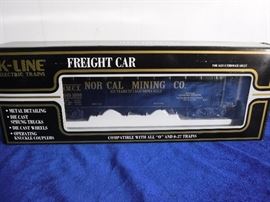 K-LINE
ELECTRIC TRAINS
FREIGHT CAR
NOR CAL MINING CO.
• METAL DETAILING
• DIE CAST
SPRUNG TRUCKS
• DIE CAST WHEELS
• OPERATING
KNUCKLE COUPLERS
COMPATIBLE WITH ALL "O" AND 0-27 TRAINS